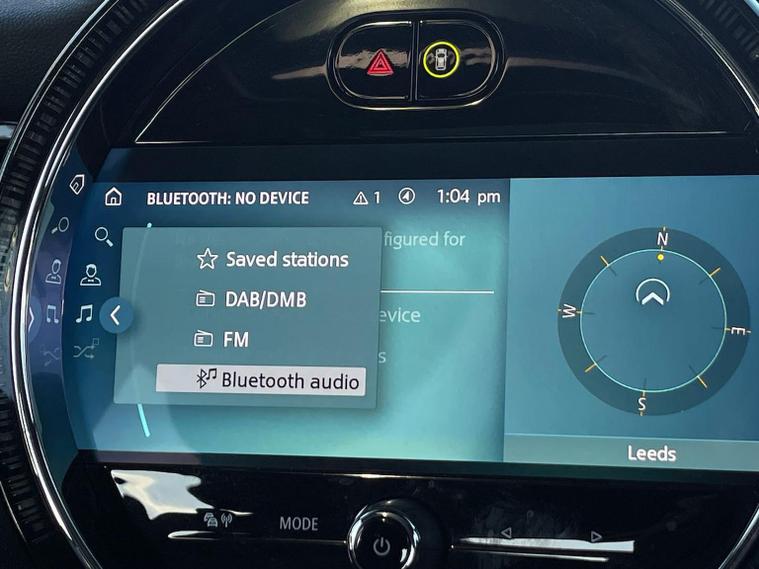 BLUETOOTH: NO DEVICE
1
1:04 pm
figured for
Saved stations
DAB/DMB
evice
FM
s
Bluetooth audio
N
W
E
S
Leeds
MODE